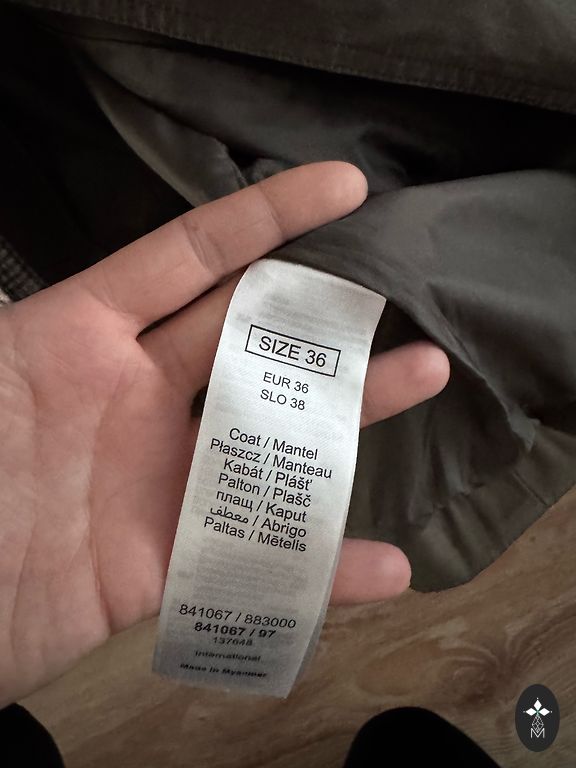 SIZE 36
EUR 36
SLO 38
Coat / Mantel
Płaszcz / Manteau
Kabát / Plášť
Palton / Plašč
плащ / Kaput
معطف / Abrigo
Paltas / Mētelis
841067 / 883000
841067 / 97
137648
International
Made in Myanmar
M